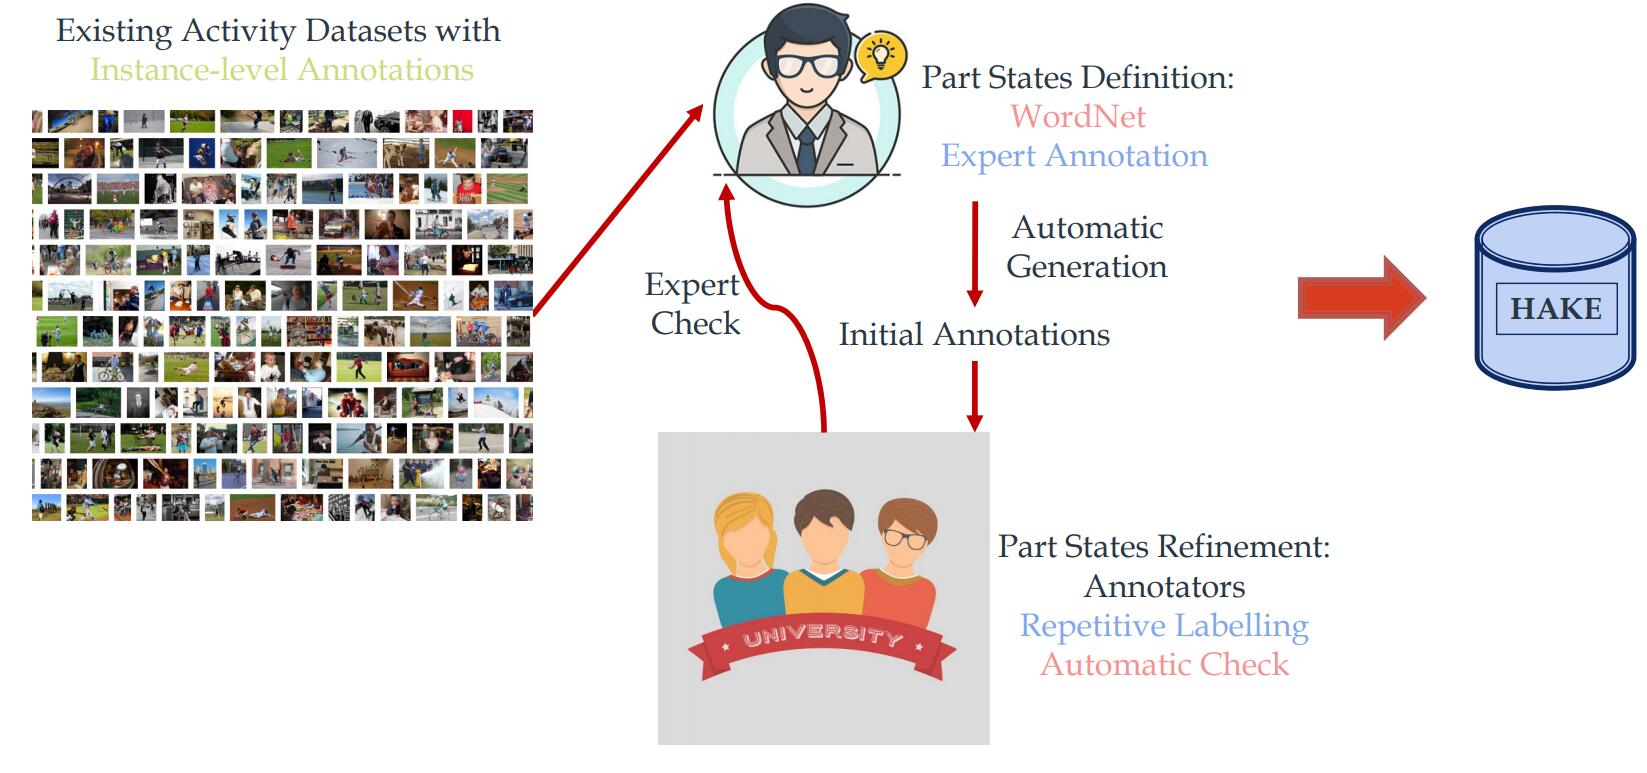 Existing Activity Datasets with
Instance-level Annotations
Part States Definition:
WordNet
Expert Annotation
Automatic
Generation
Expert
Check
Initial Annotations
HAKE
UNIVERSITY
Part States Refinement:
Annotators
Repetitive Labelling
Automatic Check